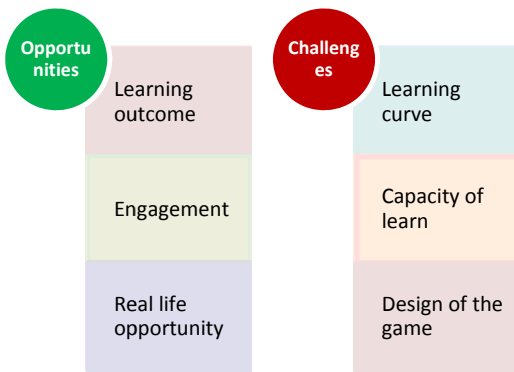 Opportu
nities
Learning
outcome
Engagement
Real life
opportunity
Challeng
es
Learning
curve
Capacity of
learn
Design of the
game